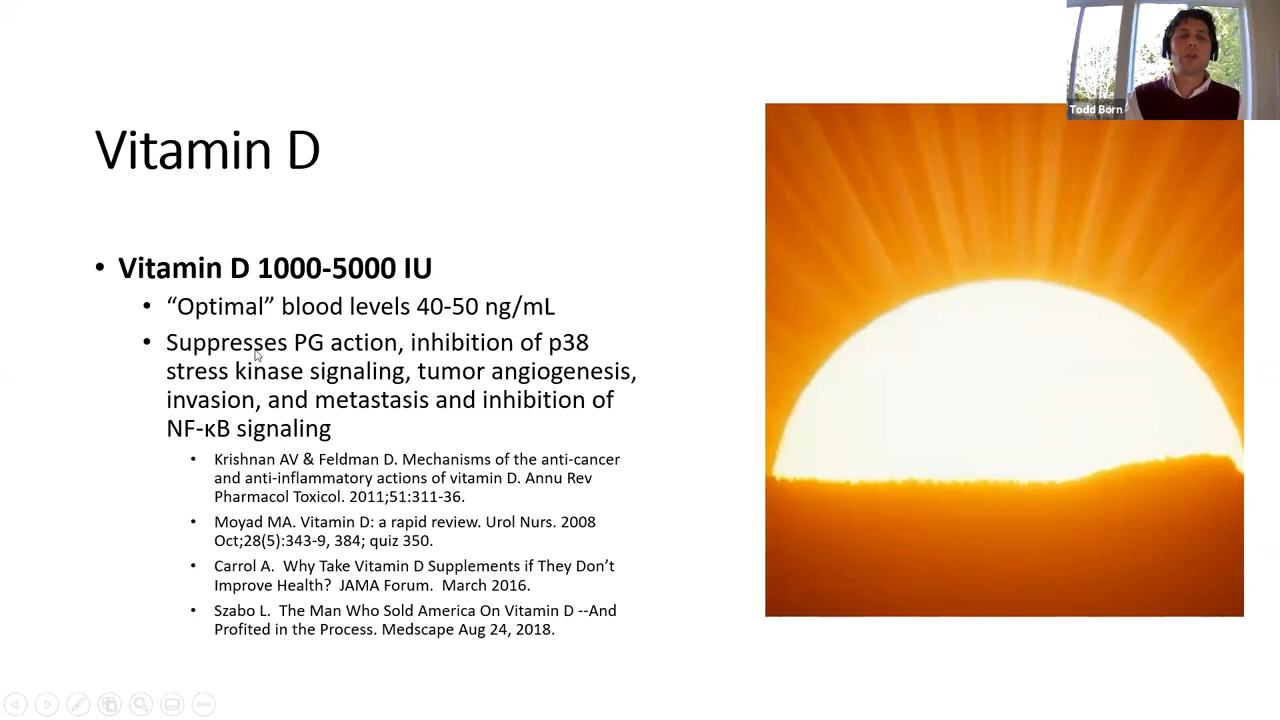 Todd Born
Vitamin D
• Vitamin D 1000-5000 IU
• “Optimal” blood levels 40-50 ng/mL
• Suppresses PG action, inhibition of p38
stress kinase signaling, tumor angiogenesis,
invasion, and metastasis and inhibition of
NF-κB signaling
• Krishnan AV & Feldman D. Mechanisms of the anti-cancer
and anti-inflammatory actions of vitamin D. Annu Rev
Pharmacol Toxicol. 2011;51:311-36.
• Moyad MA. Vitamin D: a rapid review. Urol Nurs. 2008
Oct;28(5):343-9, 384; quiz 350.
• Carrol A.  Why Take Vitamin D Supplements if They Don’t
Improve Health?  JAMA Forum.  March 2016.
• Szabo L.  The Man Who Sold America On Vitamin D --And
Profited in the Process. Medscape Aug 24, 2018.